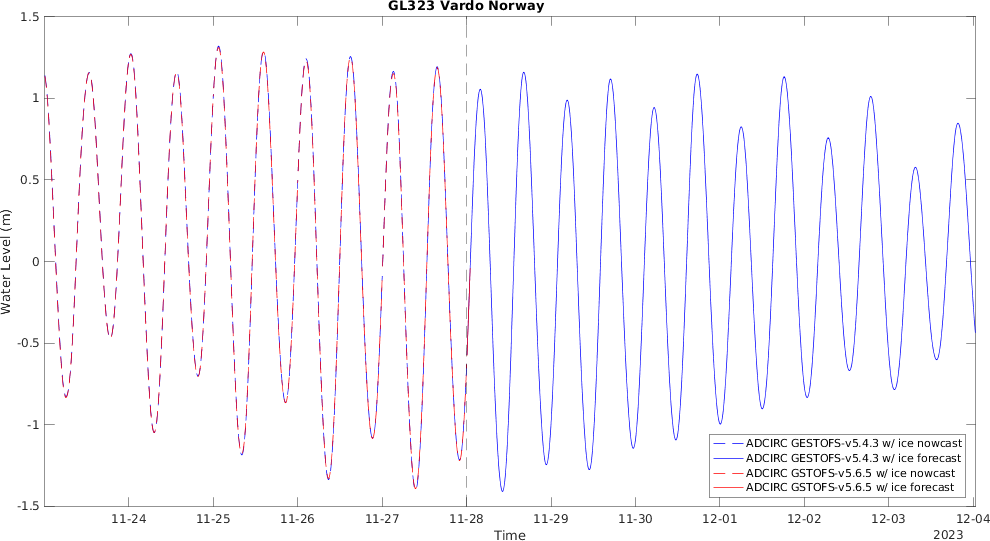 GL323 Vardo Norway
1.5
1
0.5
0
-0.5
-1
-1.5
Water Level (m)
ADCIRC GESTOFS-v5.4.3 w/ ice nowcast
ADCIRC GESTOFS-v5.4.3 w/ ice forecast
ADCIRC GSTOFS-v5.6.5 w/ ice nowcast
ADCIRC GSTOFS-v5.6.5 w/ ice forecast
11-24 11-25 11-26 11-27 11-28 11-29 11-30 12-01 12-02 12-03 12-04
Time
2023